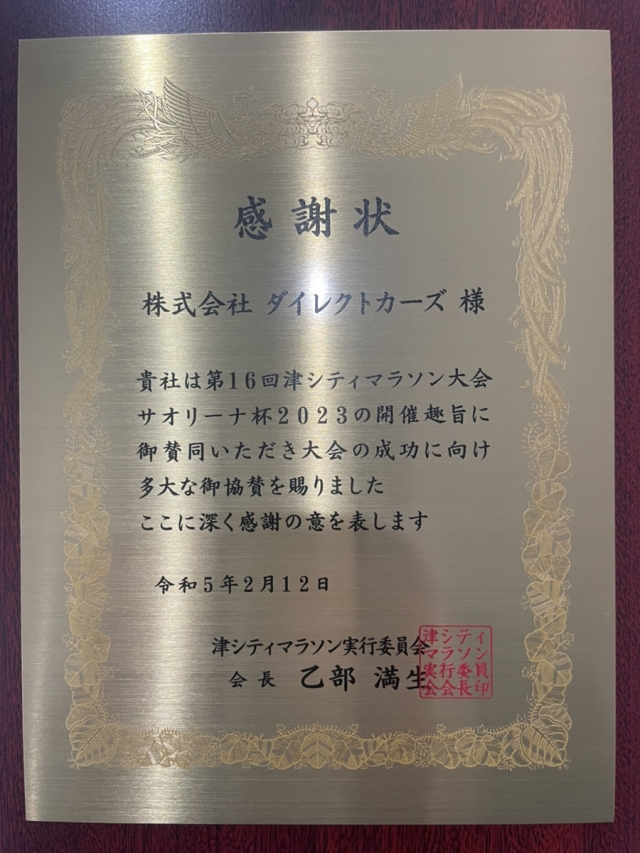 感謝状
株式会社 ダイレクトカーズ 様
貴社は第16回津シティマラソン大会
サオリーナ杯2023の開催趣旨に
御賛同いただき大会の成功に向け
多大な御協賛を賜りました
ここに深く感謝の意を表します
令和5年2月12日
津シティマラソン実行委員会
会長 乙部 満生
津シティ
マラソン
実行委員
会会長印